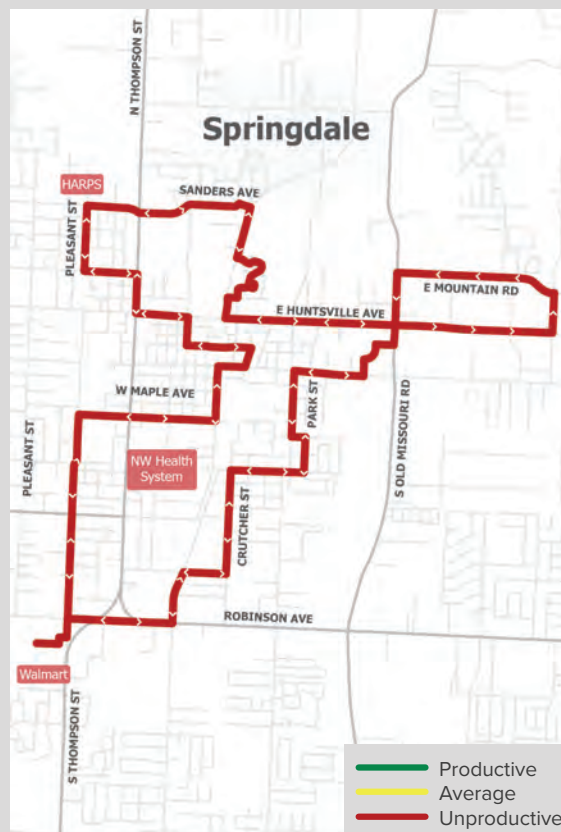 N THOMPSON ST
Springdale
HARPS
SANDERS AVE
PLEASANT ST
E MOUNTAIN RD
E HUNTSVILLE AVE
W MAPLE AVE
PARK ST
S OLD MISSOURI RD
PLEASANT ST
NW Health
System
CRUTCHER ST
ROBINSON AVE
Walmart
S THOMPSON ST
Productive
Average
Unproductive